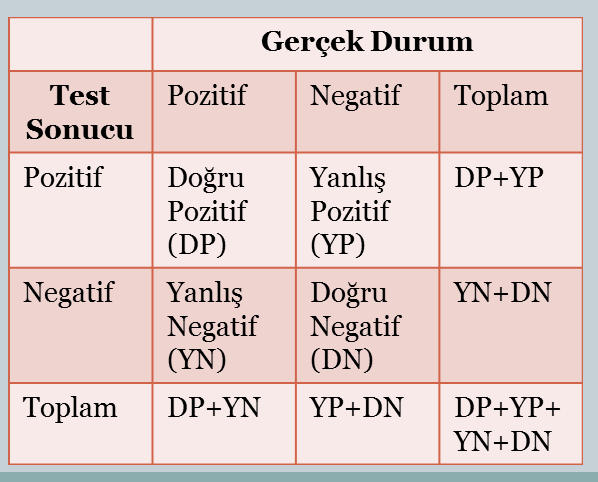 Gerçek Durum
Test
Sonucu
Pozitif
Negatif
Toplam
Pozitif
Doğru
Pozitif
(DP)
Yanlış
Pozitif
(YP)
DP+YP
Negatif
Yanlış
Negatif
(YN)
Doğru
Negatif
(DN)
YN+DN
Toplam
DP+YN
YP+DN
DP+YP+
YN+DN